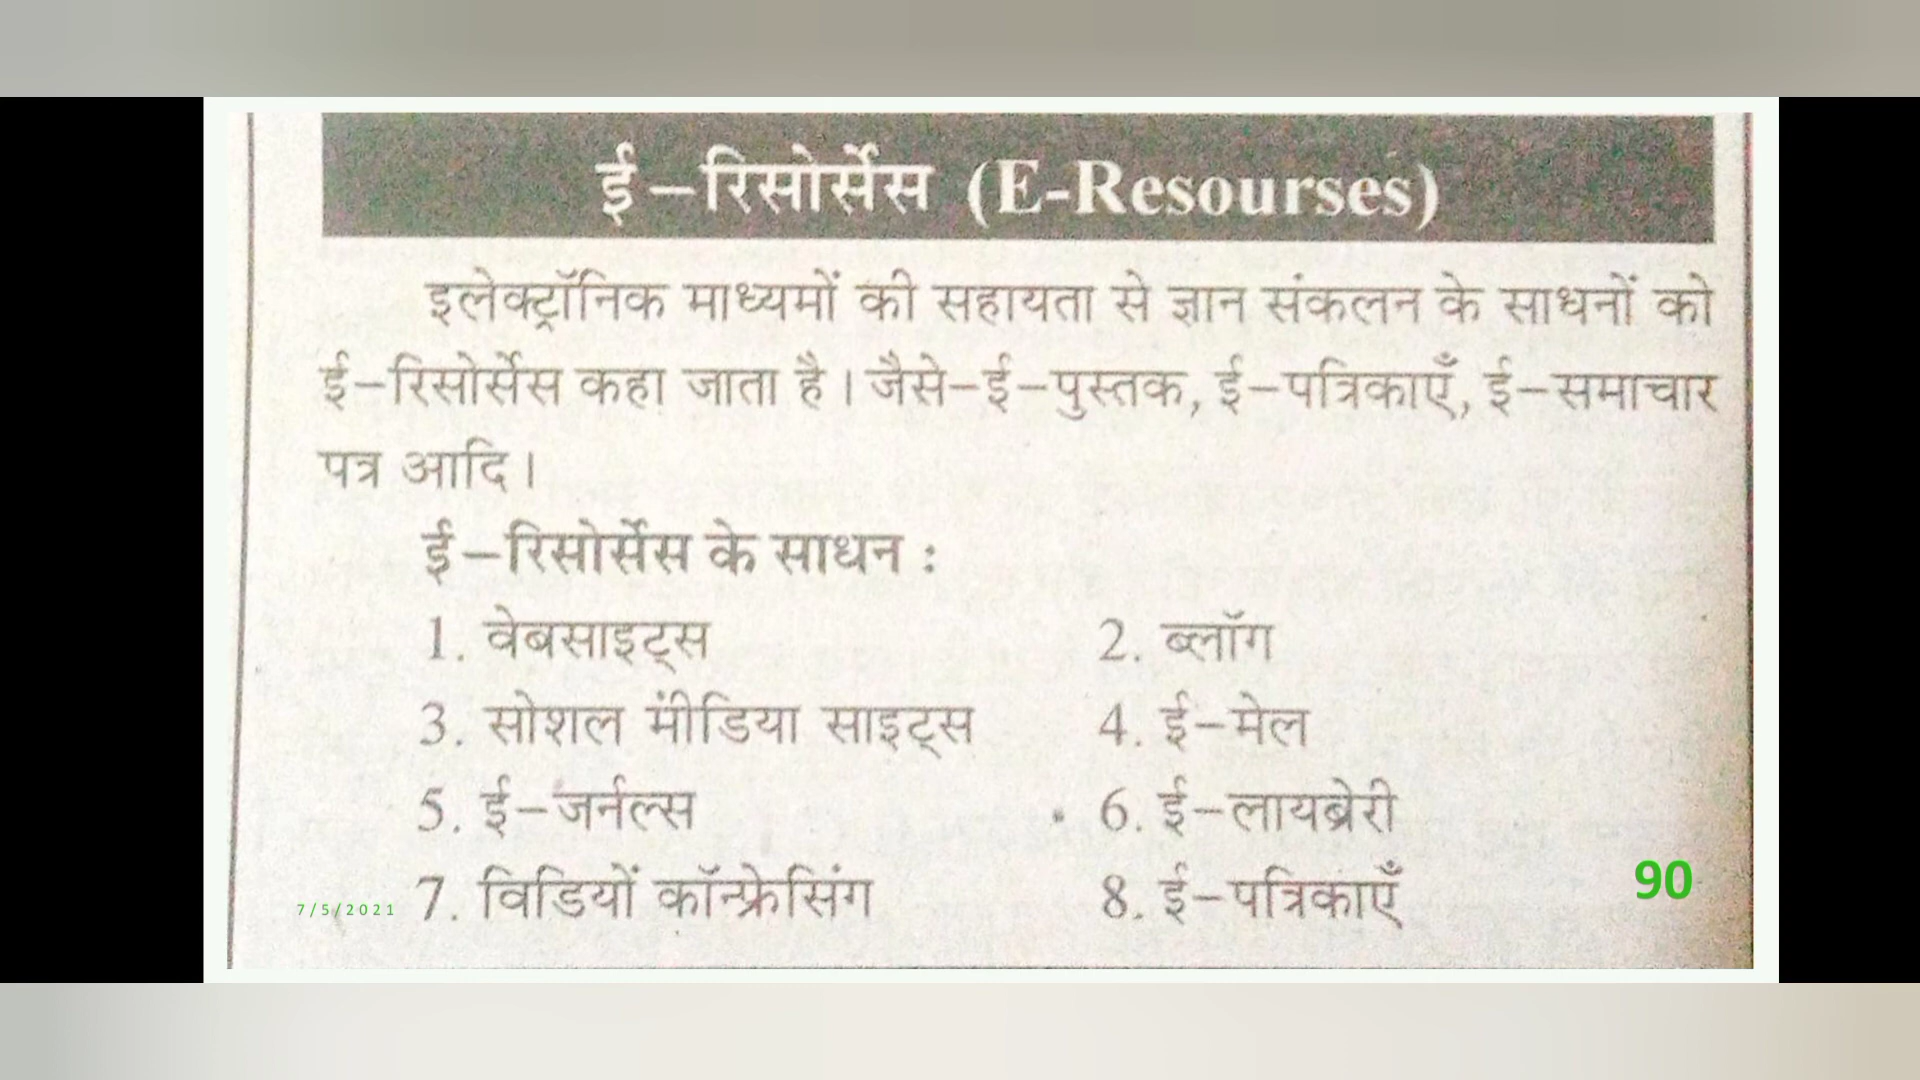 ई–रिसोर्सेस (E-Resourses)
इलेक्ट्रॉनिक माध्यमों की सहायता से ज्ञान संकलन के साधनों को
ई–रिसोर्सेस कहा जाता है। जैसे–ई–पुस्तक, ई–पत्रिकाएँ, ई–समाचार
पत्र आदि।
ई–रिसोर्सेस के साधन :
1. वेबसाइट्स 2. ब्लॉग
3. सोशल मीडिया साइट्स 4. ई–मेल
5. ई–जर्नल्स 6. ई–लायब्रेरी
7. विडियों कॉन्फ्रेसिंग 8. ई–पत्रिकाएँ
7/5/2021
90